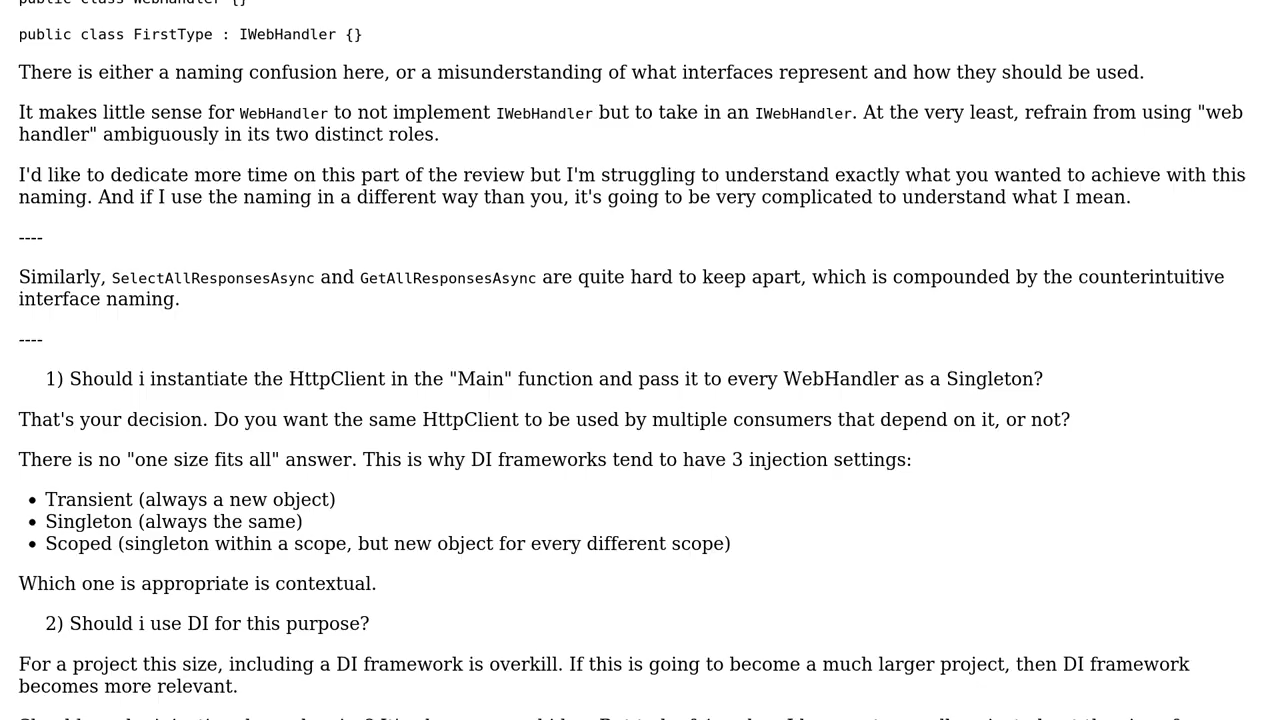 public class WebHandler {}
public class FirstType : IWebHandler {}
There is either a naming confusion here, or a misunderstanding of what interfaces represent and how they should be used.
It makes little sense for WebHandler to not implement IWebHandler but to take in an IWebHandler. At the very least, refrain from using "web
handler" ambiguously in its two distinct roles.
I'd like to dedicate more time on this part of the review but I'm struggling to understand exactly what you wanted to achieve with this
naming. And if I use the naming in a different way than you, it's going to be very complicated to understand what I mean.
----
Similarly, SelectAllResponsesAsync and GetAllResponsesAsync are quite hard to keep apart, which is compounded by the counterintuitive
interface naming.
----
1) Should i instantiate the HttpClient in the "Main" function and pass it to every WebHandler as a Singleton?
That's your decision. Do you want the same HttpClient to be used by multiple consumers that depend on it, or not?
There is no "one size fits all" answer. This is why DI frameworks tend to have 3 injection settings:
• Transient (always a new object)
• Singleton (always the same)
• Scoped (singleton within a scope, but new object for every different scope)
Which one is appropriate is contextual.
2) Should i use DI for this purpose?
For a project this size, including a DI framework is overkill. If this is going to become a much larger project, then DI framework
becomes more relevant.